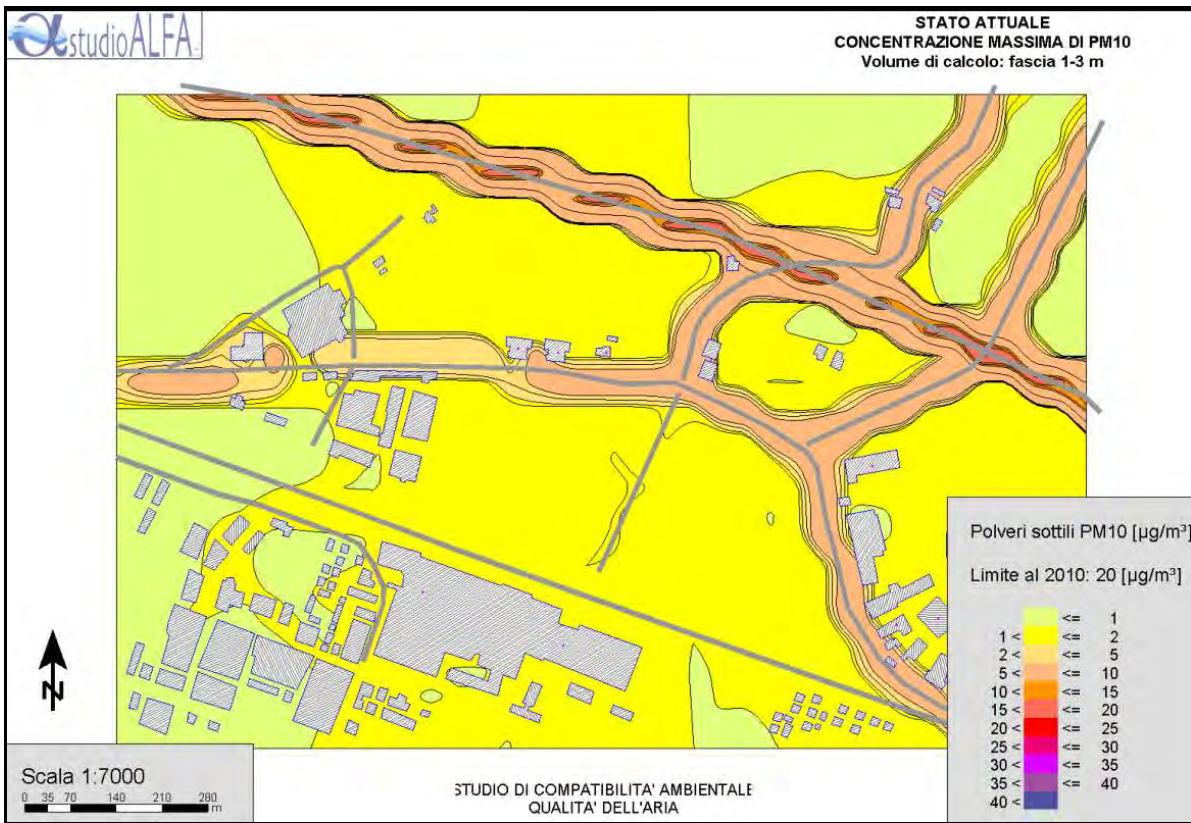 αstudioALFA
STATO ATTUALE
CONCENTRAZIONE MASSIMA DI PM10
Volume di calcolo: fascia 1-3 m
N
Scala 1:7000
0 35 70 140 210 280
m
STUDIO DI COMPATIBILITA' AMBIENTALE
QUALITA' DELL'ARIA
Polveri sottili PM10 [µg/m³]
Limite al 2010: 20 [µg/m³]
<= 1
1 < <= 2
2 < <= 5
5 < <= 10
10 < <= 15
15 < <= 20
20 < <= 25
25 < <= 30
30 < <= 35
35 < <= 40
40 <